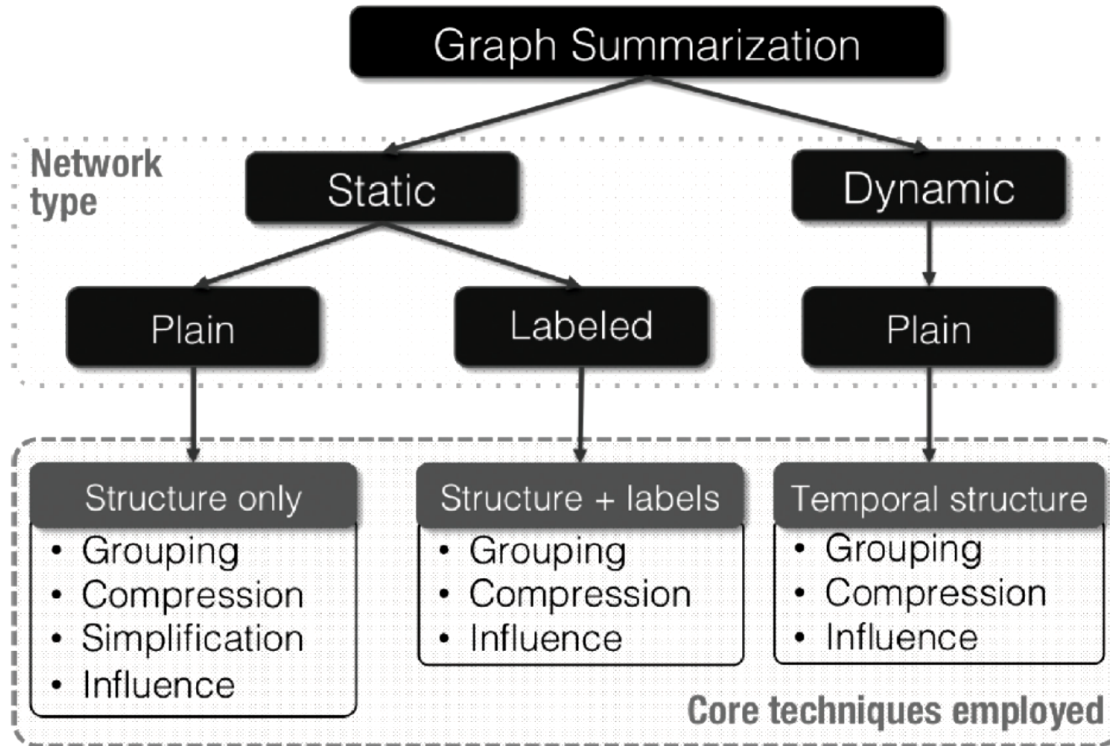 Graph Summarization
Network
type
Static
Dynamic
Plain
Labeled
Plain
Structure only
• Grouping
• Compression
• Simplification
• Influence
Structure + labels
• Grouping
• Compression
• Influence
Temporal structure
• Grouping
• Compression
• Influence
Core techniques employed